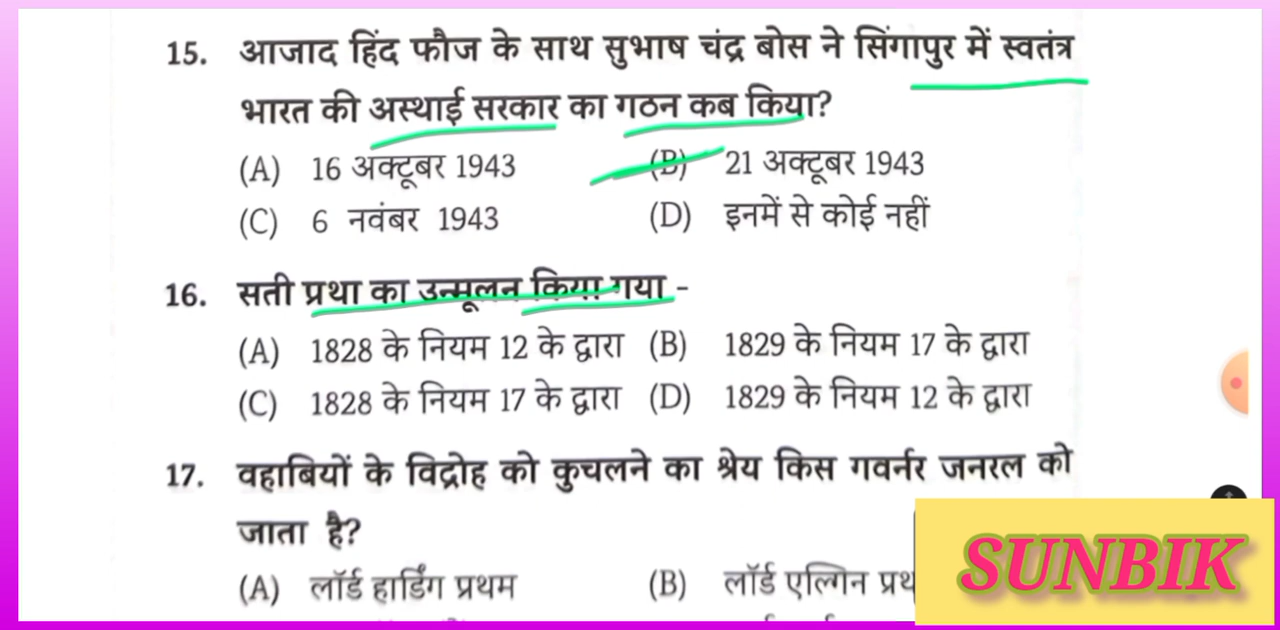 15. आजाद हिंद फौज के साथ सुभाष चंद्र बोस ने सिंगापुर में स्वतंत्र
भारत की अस्थाई सरकार का गठन कब किया?
(A) 16 अक्टूबर 1943 (B) 21 अक्टूबर 1943
(C) 6 नवंबर 1943 (D) इनमें से कोई नहीं
16. सती प्रथा का उन्मूलन किया गया -
(A) 1828 के नियम 12 के द्वारा (B) 1829 के नियम 17 के द्वारा
(C) 1828 के नियम 17 के द्वारा (D) 1829 के नियम 12 के द्वारा
17. वहाबियों के विद्रोह को कुचलने का श्रेय किस गवर्नर जनरल को
जाता है?
(A) लॉर्ड हार्डिंग प्रथम (B) लॉर्ड एल्गिन
SUNBIK